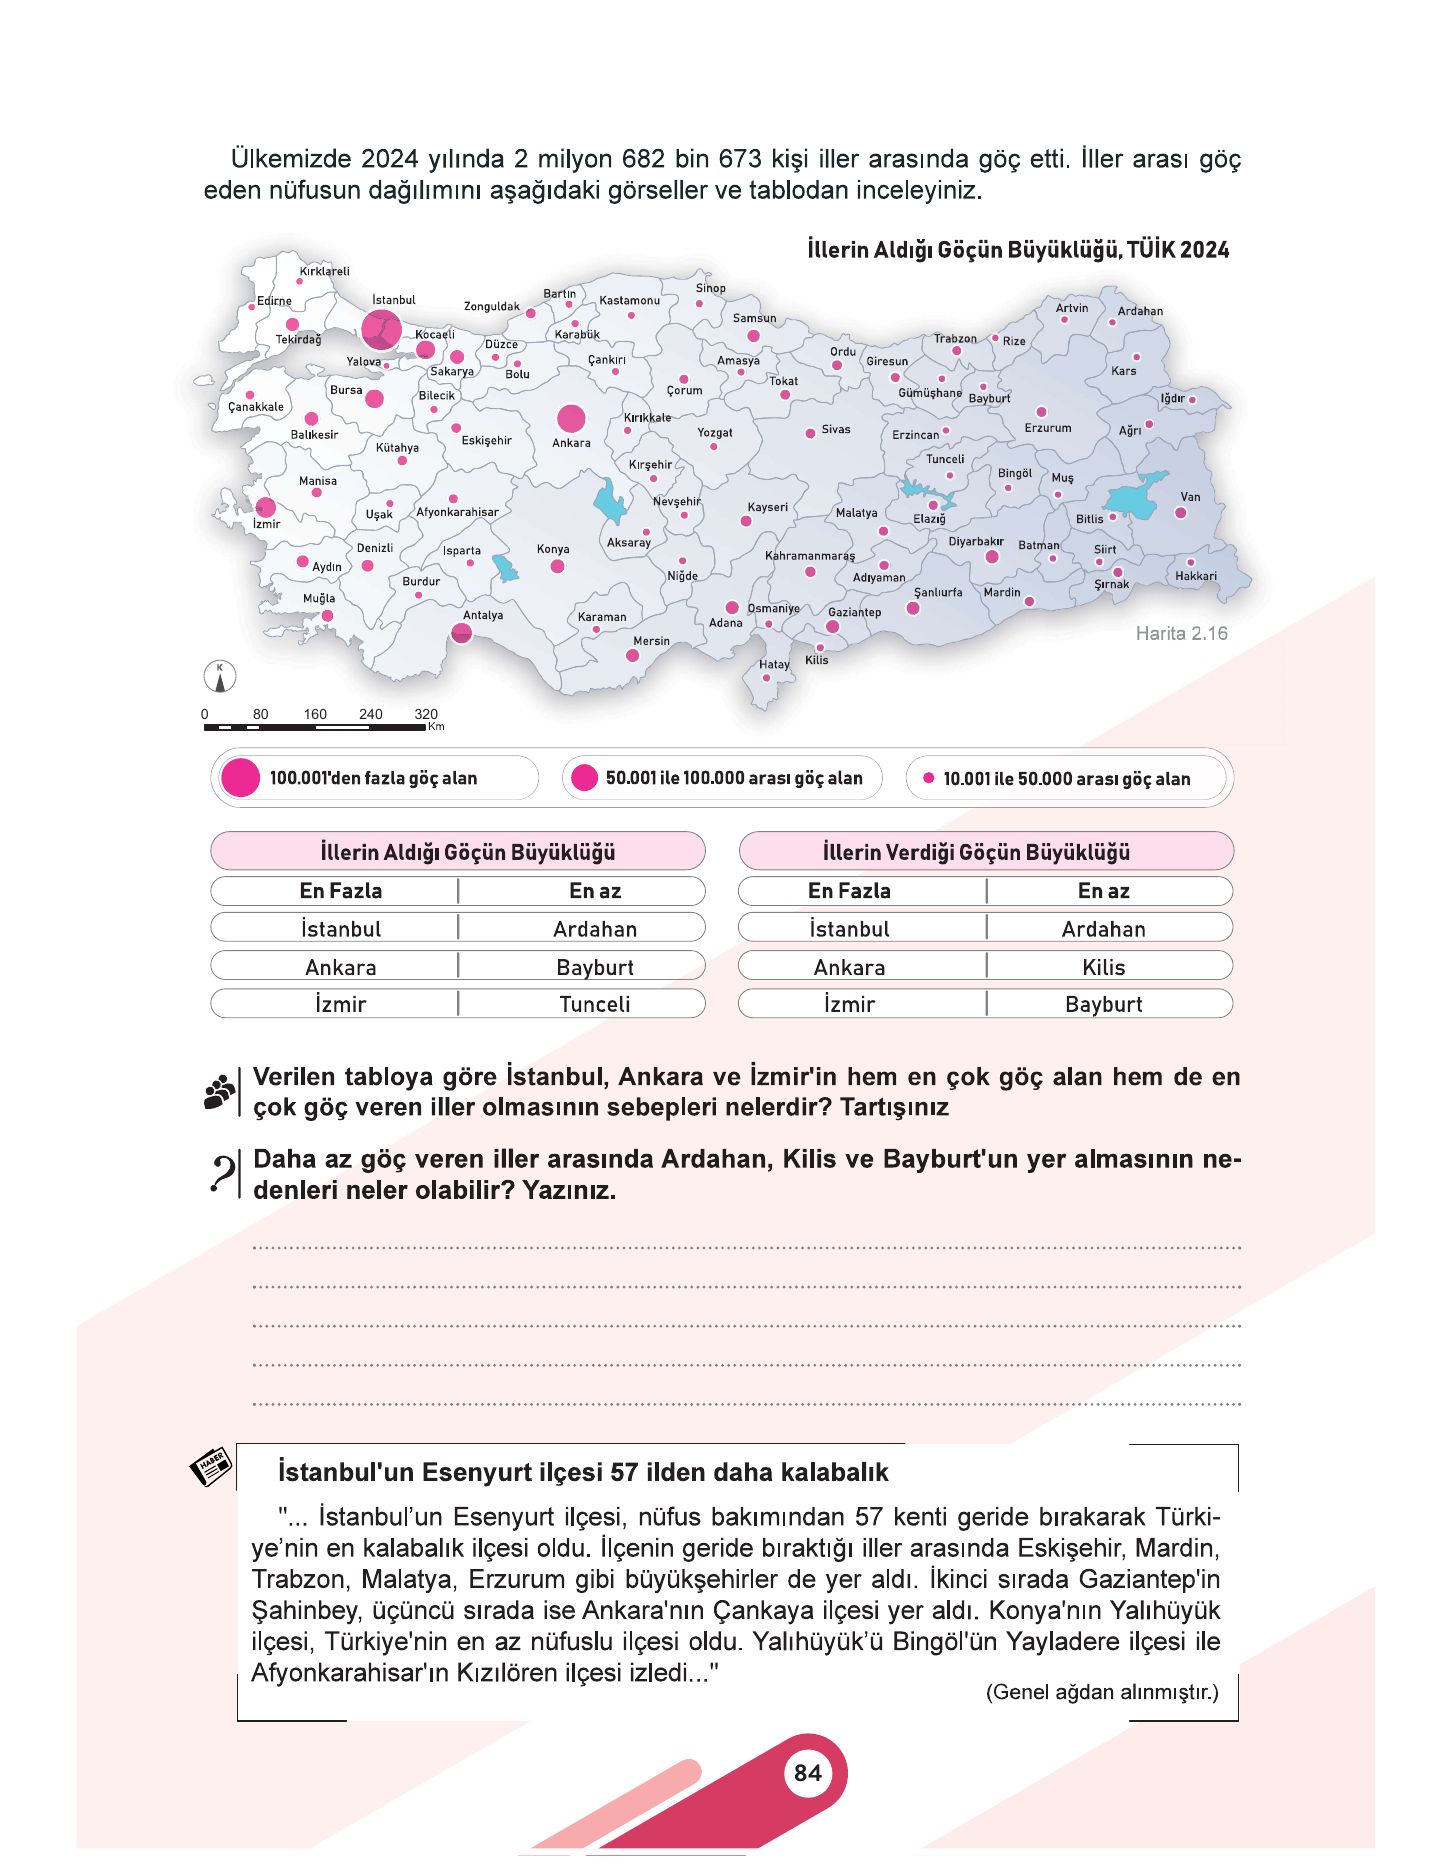 Ülkemizde 2024 yılında 2 milyon 682 bin 673 kişi iller arasında göç etti. İller arası göç
eden nüfusun dağılımını aşağıdaki görseller ve tablodan inceleyiniz.
İllerin Aldığı Göçün Büyüklüğü, TÜİK 2024
Kırklareli
Edirne
Tekirdağ
İstanbul
Kocaeli
Yalova
Sakarya
Düzce
Bolu
Zonguldak
Bartın
Karabük
Kastamonu
Sinop
Çankırı
Samsun
Amasya
Çorum
Tokat
Ordu
Giresun
Trabzon
Rize
Gümüşhane
Bayburt
Artvin
Ardahan
Kars
Iğdır
Ağrı
Erzurum
Erzincan
Çanakkale
Balıkesir
Bursa
Bilecik
Eskişehir
Kütahya
Ankara
Kırıkkale
Yozgat
Sivas
Kırşehir
Tunceli
Bingöl
Muş
Van
Bitlis
Manisa
İzmir
Uşak
Afyonkarahisar
Nevşehir
Kayseri
Malatya
Elazığ
Aksaray
Konya
Isparta
Denizli
Aydın
Muğla
Burdur
Antalya
Karaman
Niğde
Mersin
Adana
Osmaniye
Kahramanmaraş
Adıyaman
Diyarbakır
Batman
Siirt
Şırnak
Hakkari
Mardin
Şanlıurfa
Gaziantep
Kilis
Hatay
Harita 2.16
K
0 80 160 240 320
Km
100.001'den fazla göç alan
50.001 ile 100.000 arası göç alan
10.001 ile 50.000 arası göç alan
İllerin Aldığı Göçün Büyüklüğü
En Fazla En az
İstanbul Ardahan
Ankara Bayburt
İzmir Tunceli
İllerin Verdiği Göçün Büyüklüğü
En Fazla En az
İstanbul Ardahan
Ankara Kilis
İzmir Bayburt
Verilen tabloya göre İstanbul, Ankara ve İzmir'in hem en çok göç alan hem de en
çok göç veren iller olmasının sebepleri nelerdir? Tartışınız
Daha az göç veren iller arasında Ardahan, Kilis ve Bayburt'un yer almasının ne-
denleri neler olabilir? Yazınız.
HABER
İstanbul'un Esenyurt ilçesi 57 ilden daha kalabalık
"... İstanbul’un Esenyurt ilçesi, nüfus bakımından 57 kenti geride bırakarak Türki-
ye’nin en kalabalık ilçesi oldu. İlçenin geride bıraktığı iller arasında Eskişehir, Mardin,
Trabzon, Malatya, Erzurum gibi büyükşehirler de yer aldı. İkinci sırada Gaziantep'in
Şahinbey, üçüncü sırada ise Ankara'nın Çankaya ilçesi yer aldı. Konya'nın Yalıhüyük
ilçesi, Türkiye'nin en az nüfuslu ilçesi oldu. Yalıhüyük’ü Bingöl'ün Yayladere ilçesi ile
Afyonkarahisar'ın Kızılören ilçesi izledi..."
(Genel ağdan alınmıştır.)
84